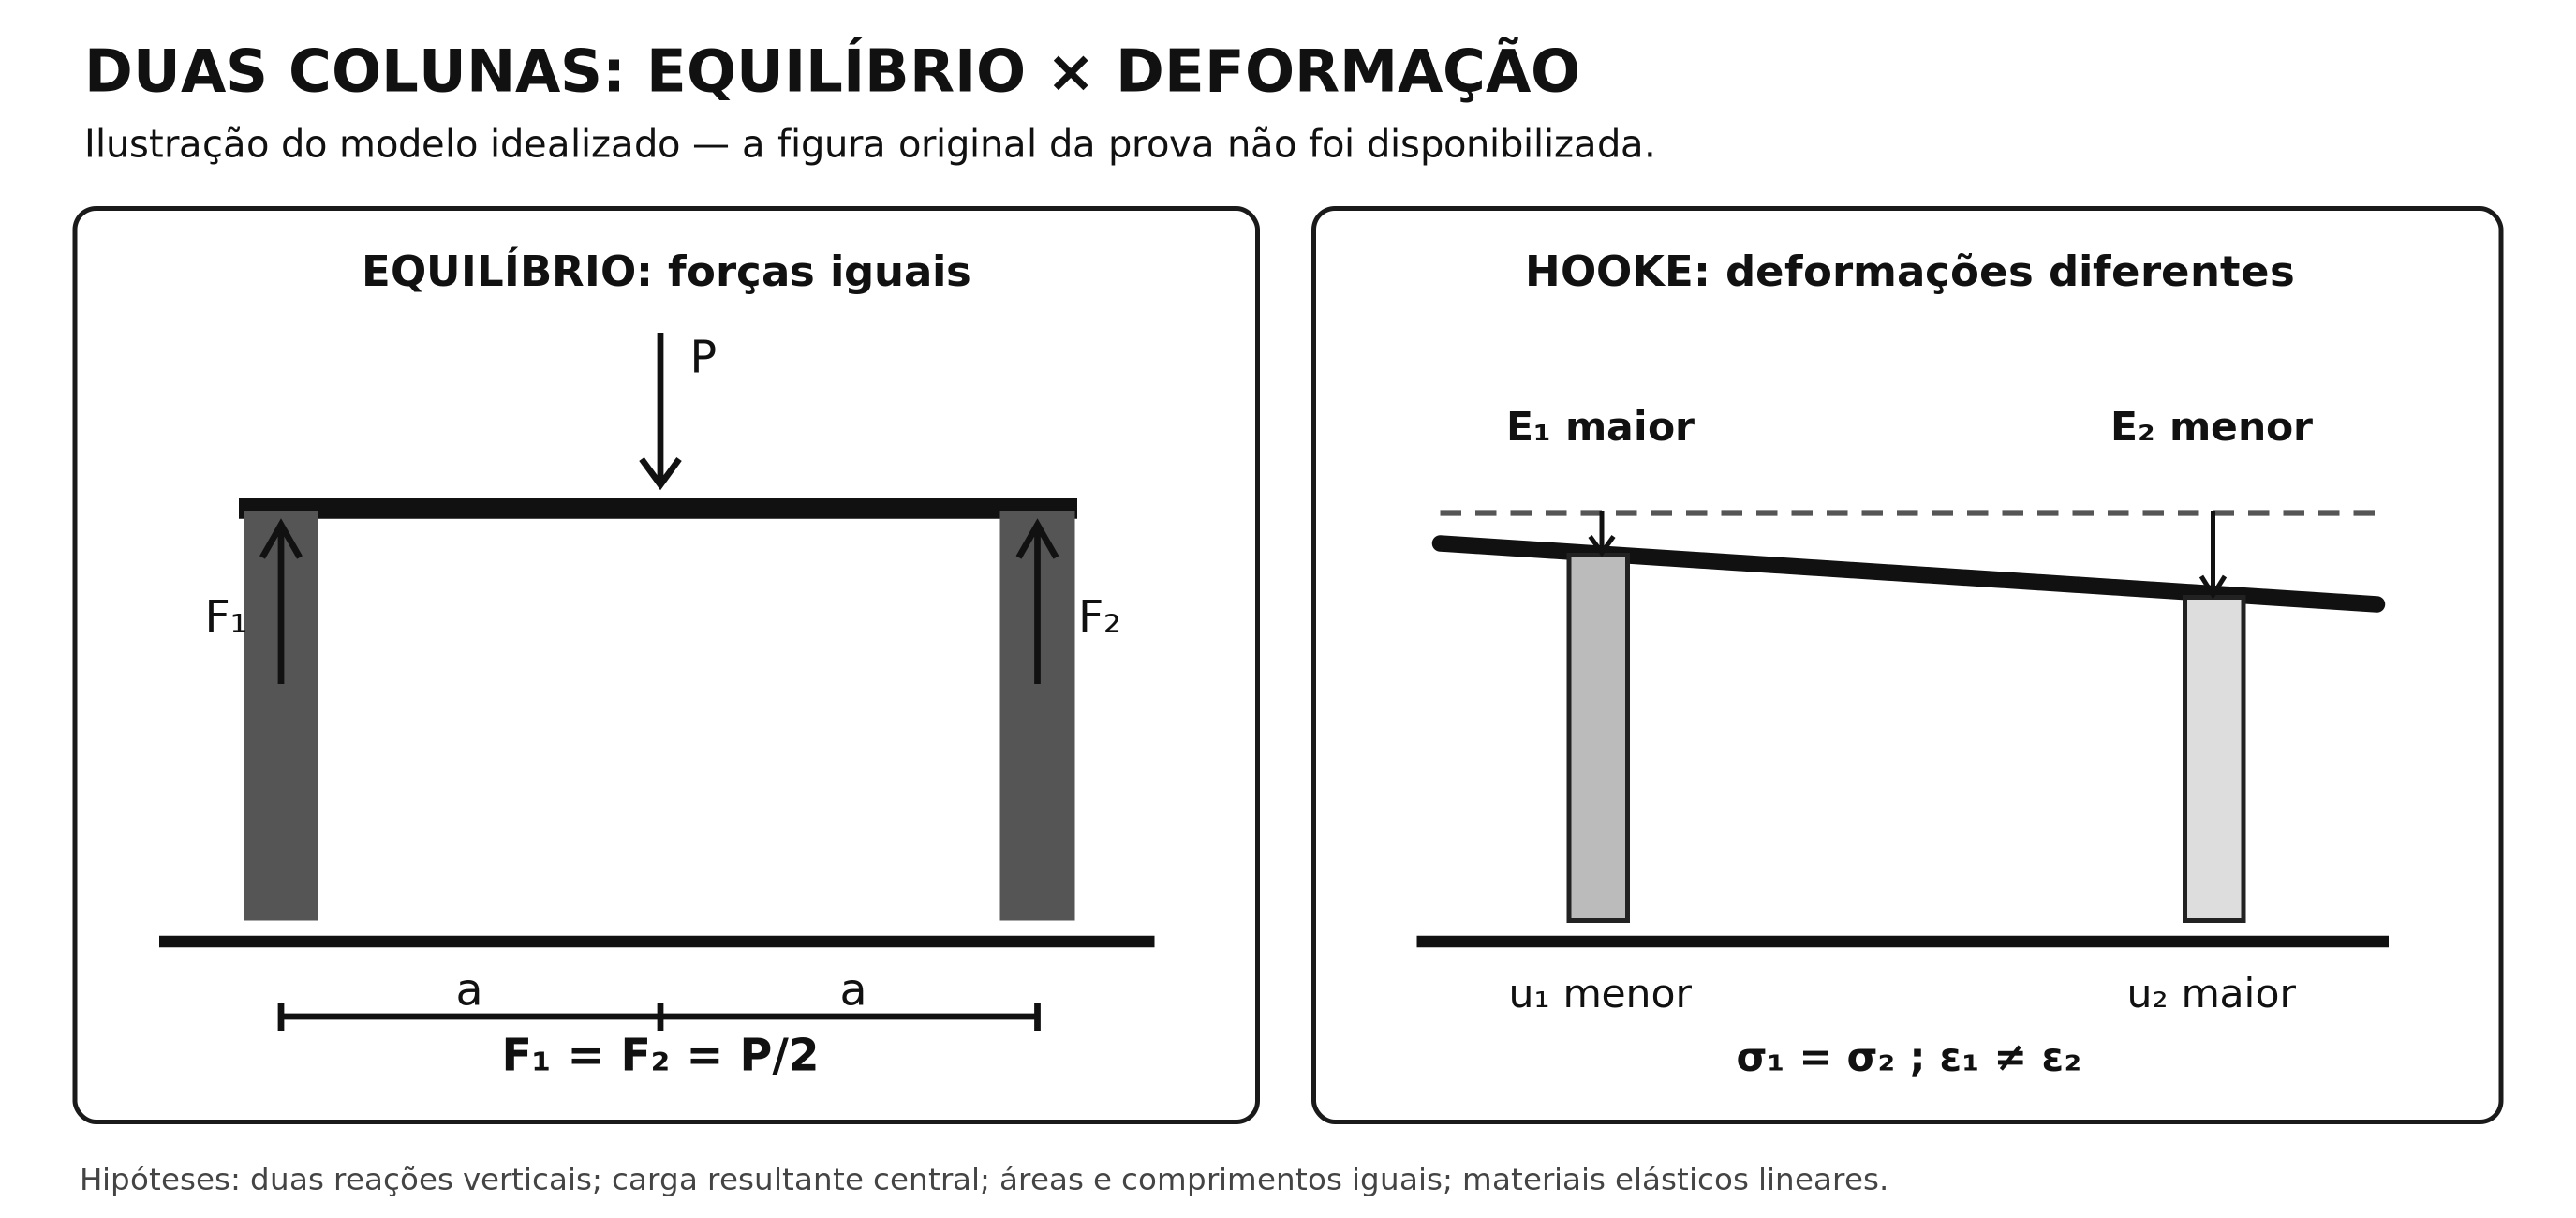 DUAS COLUNAS: EQUILÍBRIO × DEFORMAÇÃO
Ilustração do modelo idealizado — a figura original da prova não foi disponibilizada.
EQUILÍBRIO: forças iguais
P
F₁
F₂
a
a
F₁ = F₂ = P/2
HOOKE: deformações diferentes
E₁ maior
E₂ menor
u₁ menor
u₂ maior
σ₁ = σ₂ ; ε₁ ≠ ε₂
Hipóteses: duas reações verticais; carga resultante central; áreas e comprimentos iguais; materiais elásticos lineares.